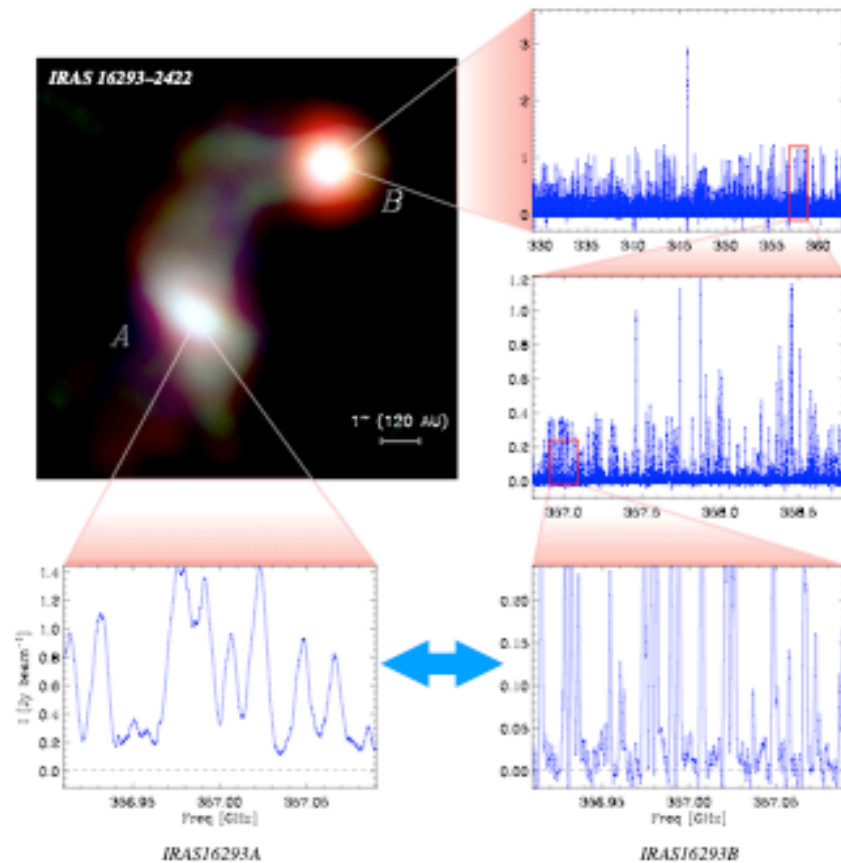 IRAS 16293–2422
B
A
1" (120 AU)
3
2
1
0
330 335 340 345 350 355 360
1.2
1.0
0.8
0.6
0.4
0.2
0.0
357.0 357.5 358.0 358.5
1.4
1.2
1.0
0.8
0.6
0.4
0.2
0.0
I [Jy beam⁻¹]
356.95 357.00 357.05
Freq [GHz]
IRAS16293A
0.20
0.15
0.10
0.05
0.00
356.95 357.00 357.05
Freq [GHz]
IRAS16293B